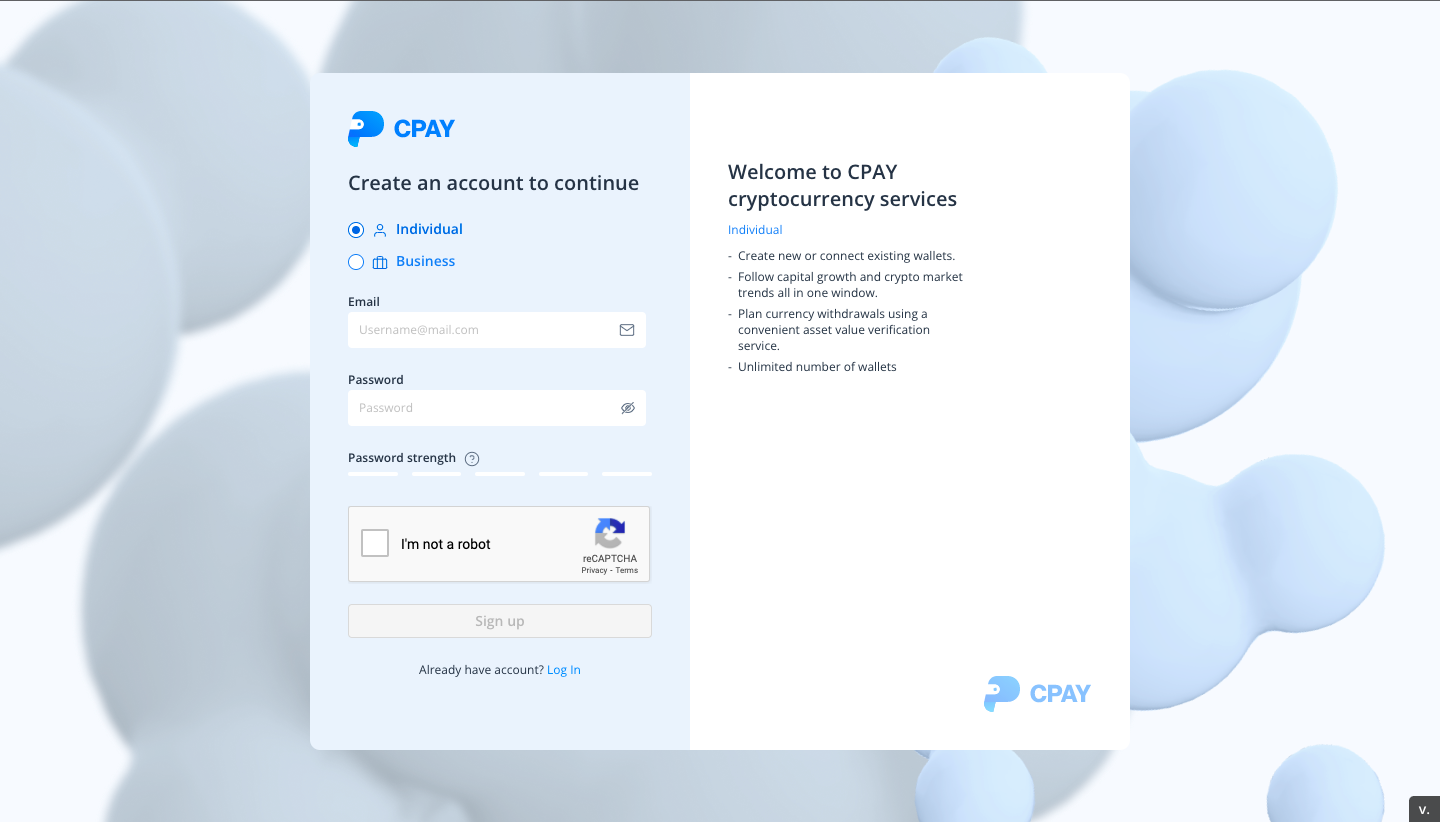 CPAY
Create an account to continue
Individual
Business
Email
Username@mail.com
Password
Password
Password strength ?
I'm not a robot
reCAPTCHA
Privacy - Terms
Sign up
Already have account? Log In
Welcome to CPAY
cryptocurrency services
Individual
- Create new or connect existing wallets.
- Follow capital growth and crypto market
trends all in one window.
- Plan currency withdrawals using a
convenient asset value verification
service.
- Unlimited number of wallets
CPAY
v.